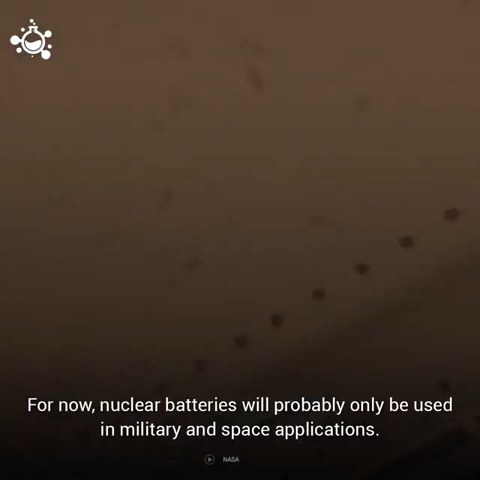 For now, nuclear batteries will probably only be used
in military and space applications.
NASA